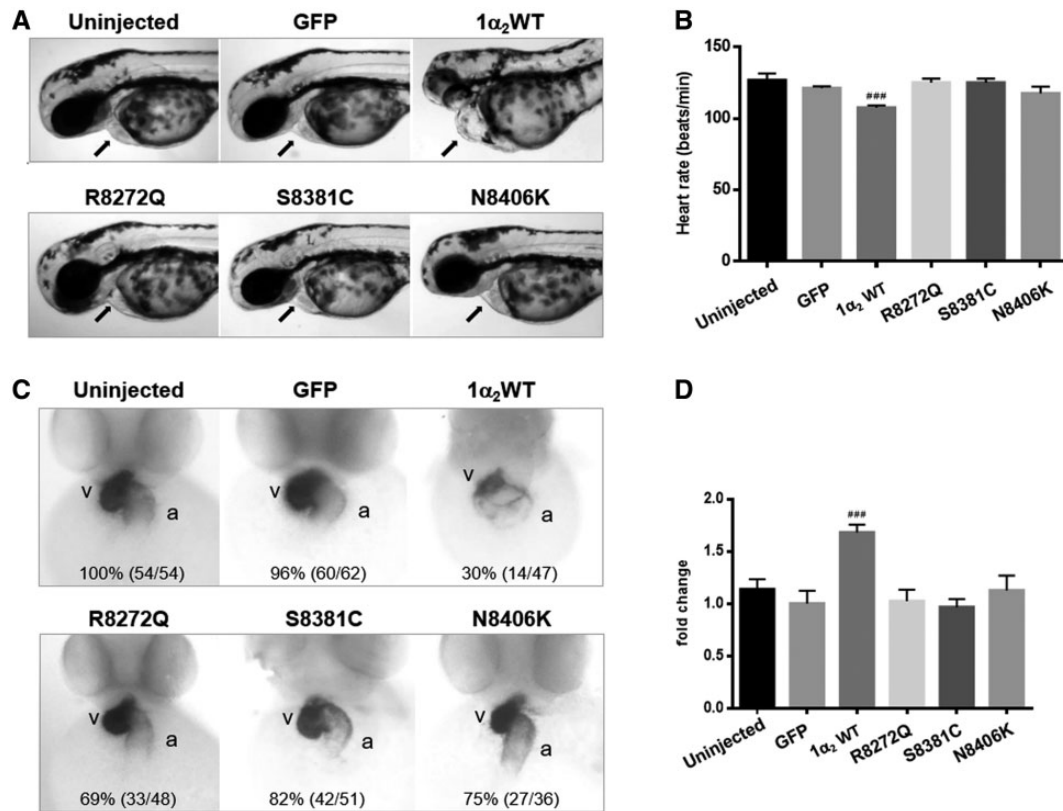 A
Uninjected GFP 1α₂WT
R8272Q S8381C N8406K
L
B
Heart rate (beats/min)
150
100
50
0
###
Uninjected GFP 1α₂ WT R8272Q S8381C N8406K
C
Uninjected GFP 1α₂WT
v a v a v a
100% (54/54) 96% (60/62) 30% (14/47)
R8272Q S8381C N8406K
v a v a v a
69% (33/48) 82% (42/51) 75% (27/36)
D
fold change
2.0
1.5
1.0
0.5
0.0
###
Uninjected GFP 1α₂ WT R8272Q S8381C N8406K